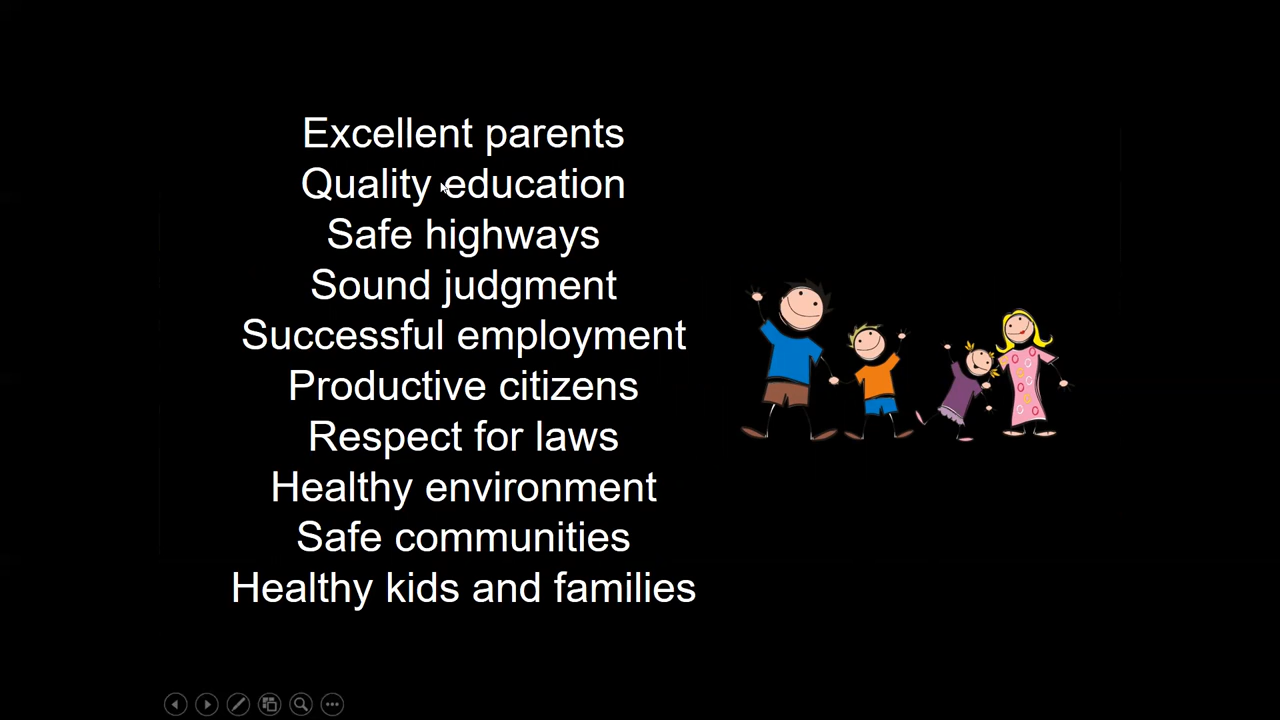 Excellent parents
Quality education
Safe highways
Sound judgment
Successful employment
Productive citizens
Respect for laws
Healthy environment
Safe communities
Healthy kids and families